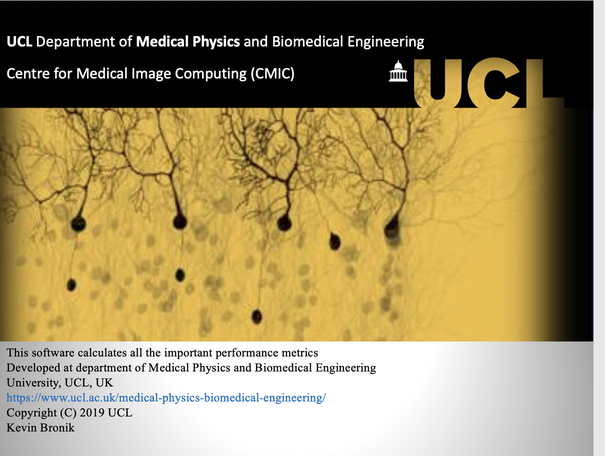 UCL Department of Medical Physics and Biomedical Engineering
Centre for Medical Image Computing (CMIC)
UCL
This software calculates all the important performance metrics
Developed at department of Medical Physics and Biomedical Engineering
University, UCL, UK
https://www.ucl.ac.uk/medical-physics-biomedical-engineering/
Copyright (C) 2019 UCL
Kevin Bronik